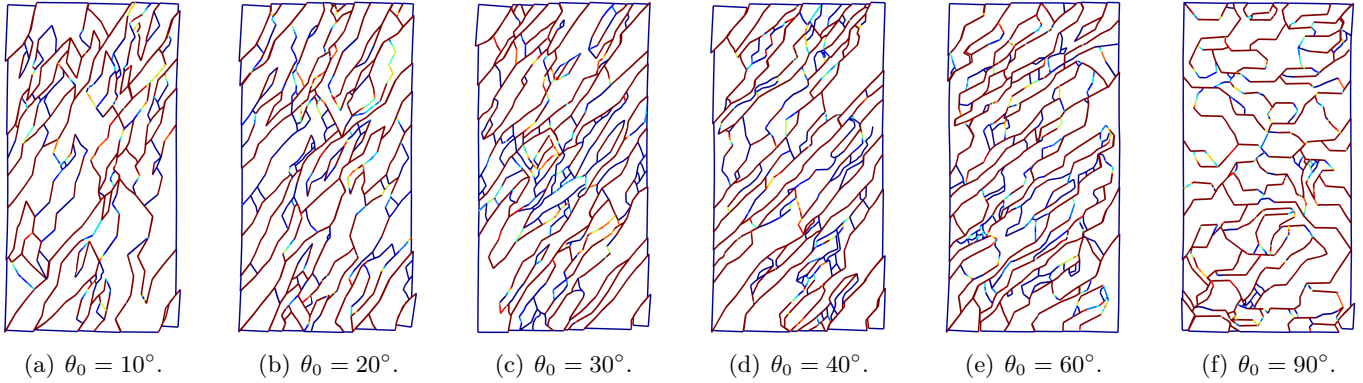 (a) θ₀ = 10°. (b) θ₀ = 20°. (c) θ₀ = 30°. (d) θ₀ = 40°. (e) θ₀ = 60°. (f) θ₀ = 90°.